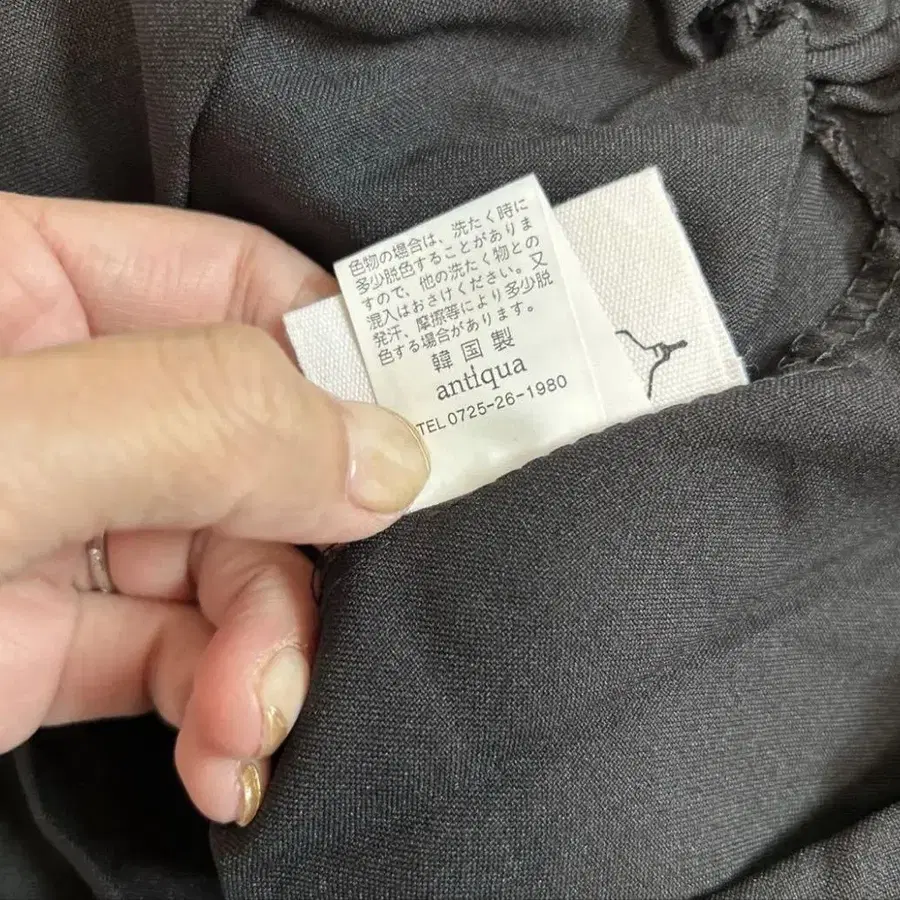 色物の場合は、洗たく時に
多少脱色することがありま
すので、他の洗たく物との
混入はおさけください。又
発汗、摩擦等により多少脱
色する場合があります。
韓国製
antiqua
TEL0725-26-1980